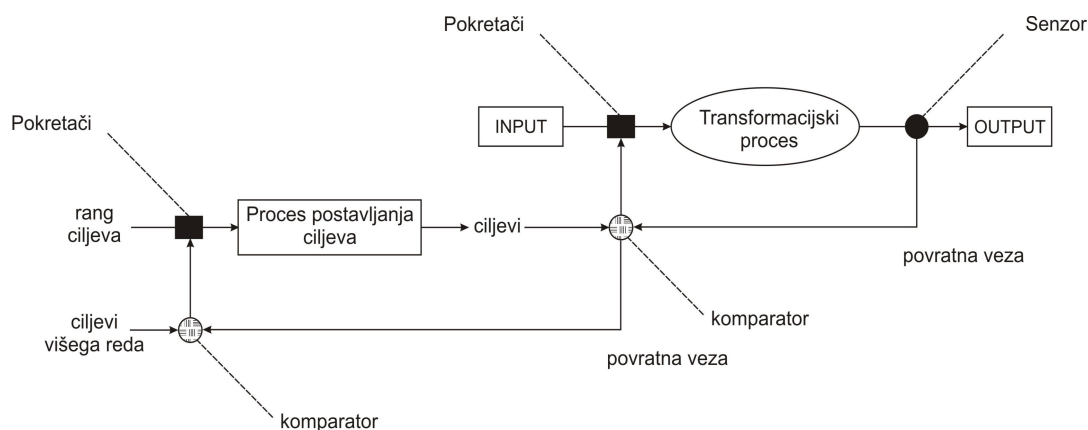 Pokretači
Senzor
INPUT
Transformacijski
proces
OUTPUT
Pokretači
rang
ciljeva
Proces postavljanja
ciljeva
ciljevi
povratna veza
komparator
ciljevi
višega reda
povratna veza
komparator